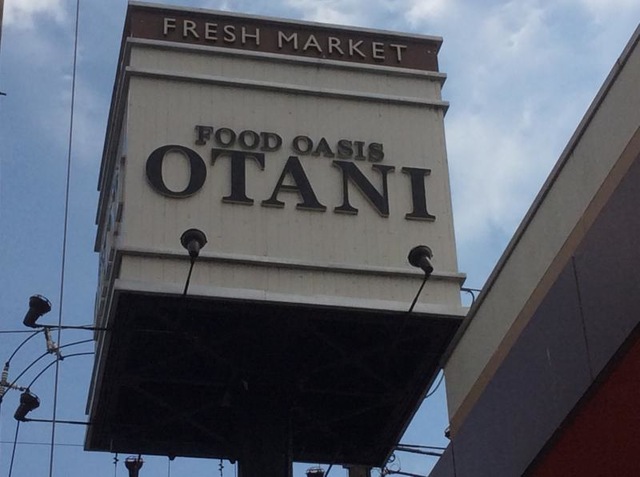 FRESH MARKET
FOOD OASIS
OTANI